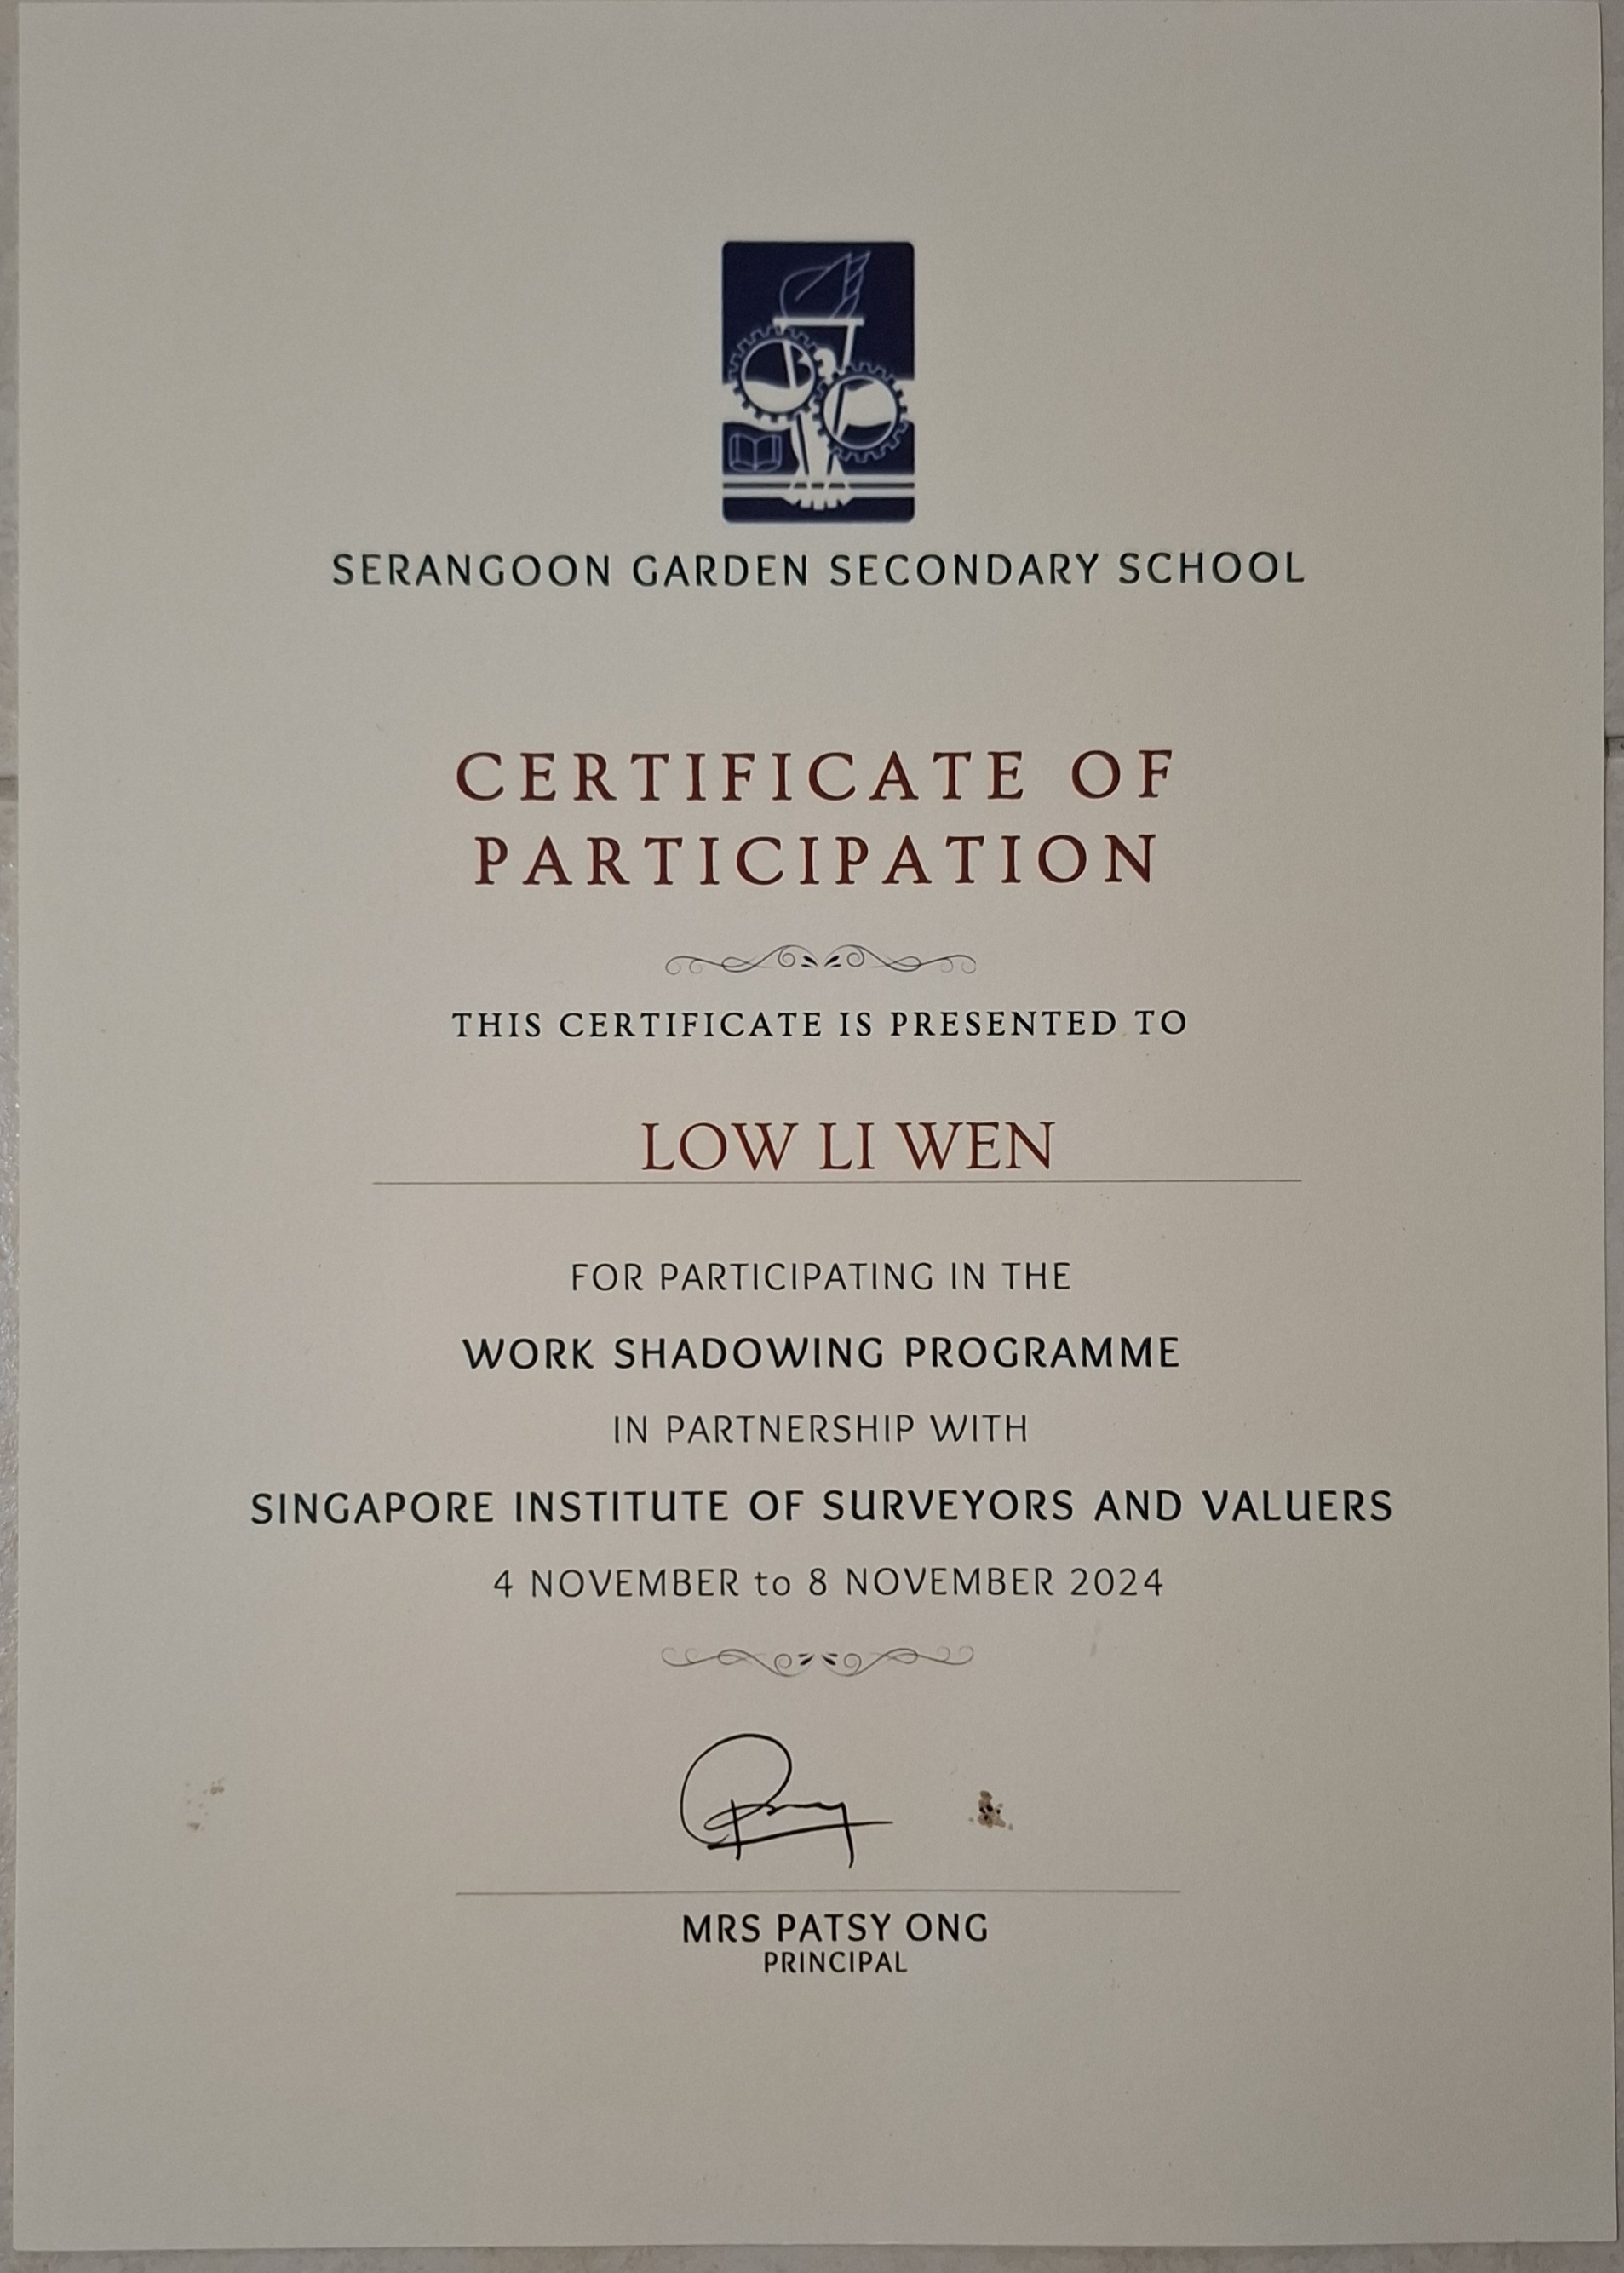 SERANGOON GARDEN SECONDARY SCHOOL
CERTIFICATE OF
PARTICIPATION
THIS CERTIFICATE IS PRESENTED TO
LOW LI WEN
FOR PARTICIPATING IN THE
WORK SHADOWING PROGRAMME
IN PARTNERSHIP WITH
SINGAPORE INSTITUTE OF SURVEYORS AND VALUERS
4 NOVEMBER to 8 NOVEMBER 2024
MRS PATSY ONG
PRINCIPAL